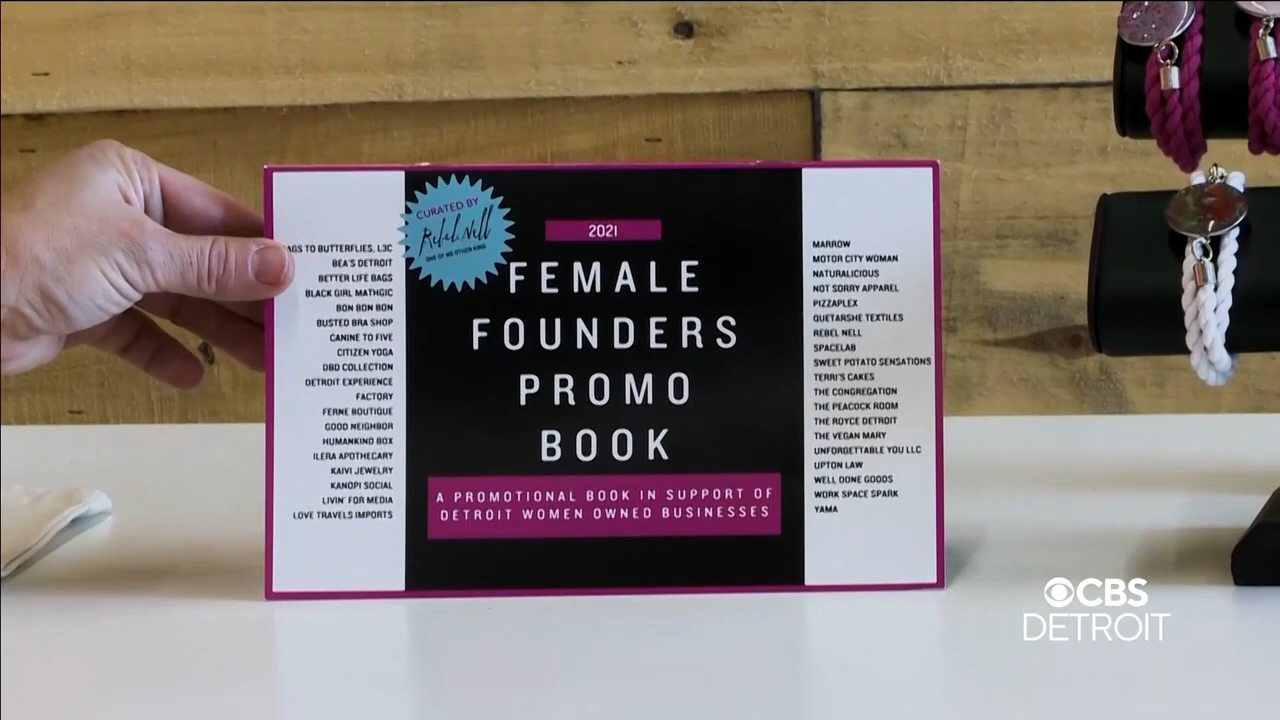 CURATED BY
Rebel Nell
ONE OF NO OTHER KIND
2021
FEMALE
FOUNDERS
PROMO
BOOK
A PROMOTIONAL BOOK IN SUPPORT OF
DETROIT WOMEN OWNED BUSINESSES
AGS TO BUTTERFLIES, L3C
BEA'S DETROIT
BETTER LIFE BAGS
BLACK GIRL MATHGIC
BON BON BON
BUSTED BRA SHOP
CANINE TO FIVE
CITIZEN YOGA
DBD COLLECTION
DETROIT EXPERIENCE
FACTORY
FERNE BOUTIQUE
GOOD NEIGHBOR
HUMANKIND BOX
ILERA APOTHECARY
KAIVI JEWELRY
KANOPI SOCIAL
LIVIN' FOR MEDIA
LOVE TRAVELS IMPORTS
MARROW
MOTOR CITY WOMAN
NATURALICIOUS
NOT SORRY APPAREL
PIZZAPLEX
QUETARSHE TEXTILES
REBEL NELL
SPACELAB
SWEET POTATO SENSATIONS
TERRI'S CAKES
THE CONGREGATION
THE PEACOCK ROOM
THE ROYCE DETROIT
THE VEGAN MARY
UNFORGETTABLE YOU LLC
UPTON LAW
WELL DONE GOODS
WORK SPACE SPARK
YAMA
CBS
DETROIT